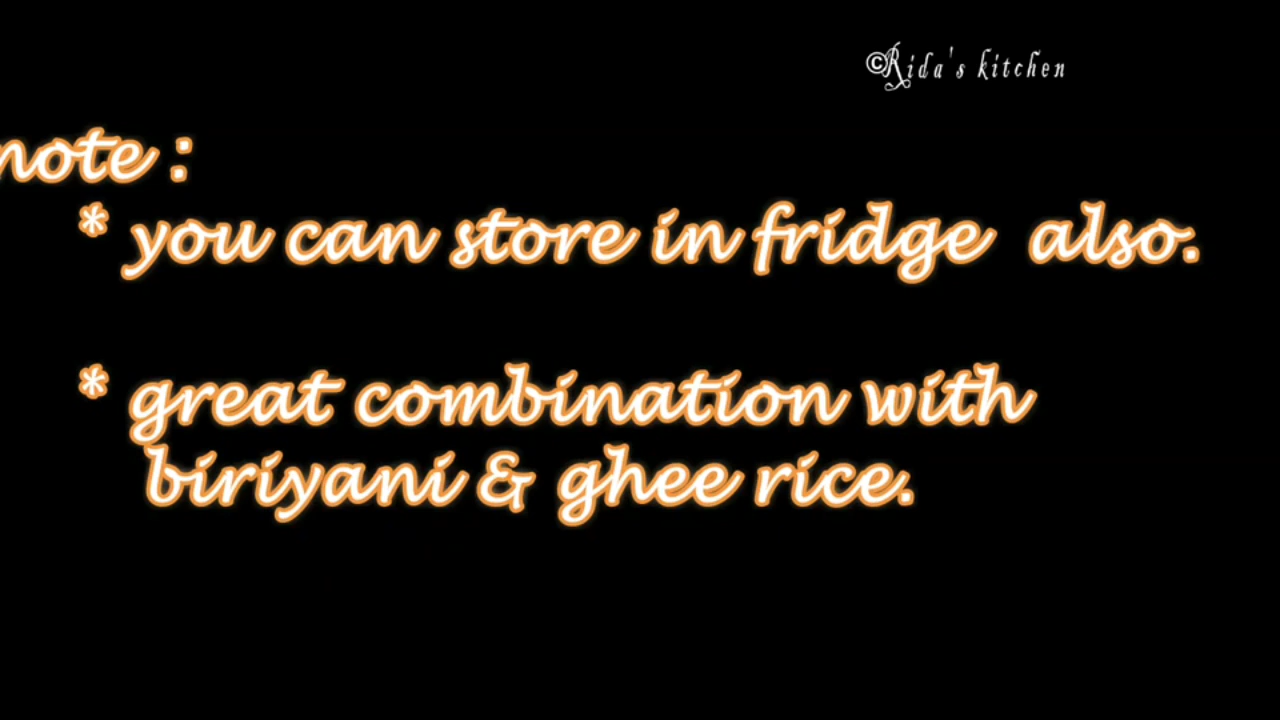 ©Rida's kitchen
note :
* you can store in fridge also.
* great combination with
biriyani & ghee rice.